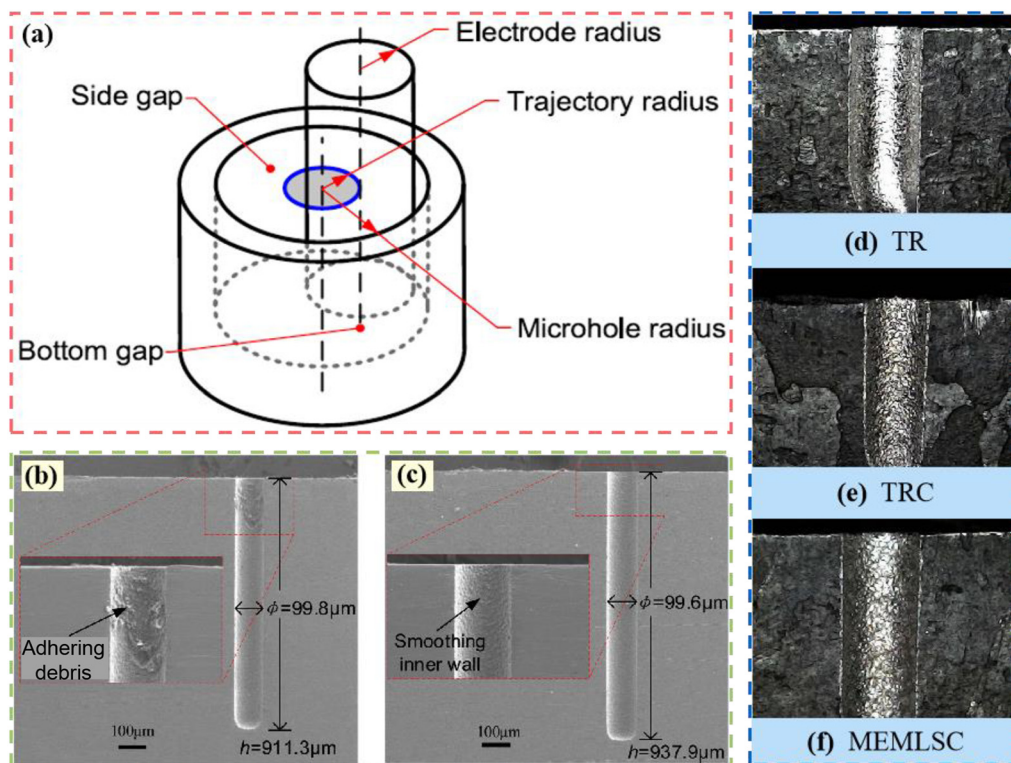 (a)
Electrode radius
Side gap
Trajectory radius
Microhole radius
Bottom gap
(b)
Adhering
debris
ϕ=99.8μm
100μm
h=911.3μm
(c)
Smoothing
inner wall
ϕ=99.6μm
100μm
h=937.9μm
(d) TR
(e) TRC
(f) MEMLSC